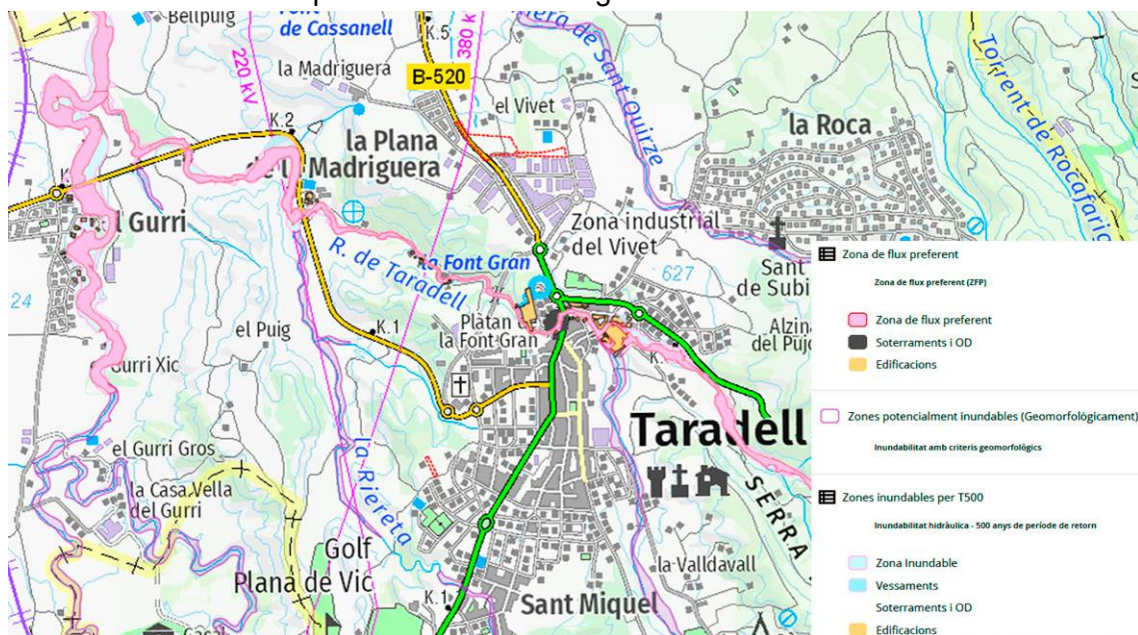 Bellpuig
de Cassanell
K.5
220 kV
380 k
Riera de Sant Quirze
Torrent de Rocafarig
la Madriguera
B-520
el Vivet
K.2
la Plana
de la Madriguera
la Roca
l Gurri
Zona industrial
del Vivet
R. de Taradell
la Font Gran
627
Sant
de Subi
24
el Puig
K.1
Platan de
la Font Gran
Alzina
del Pujo
K.
Gurri Xic
Taradell
el Gurri Gros
la Casa Vella
del Gurri
la Riereta
SERRA
Golf
Plana de Vic
la Valldavall
K.1
Sant Miquel
Casal
Zona de flux preferent
Zona de flux preferent (ZFP)
Zona de flux preferent
Soterraments i OD
Edificacions
Zones potencialment inundables (Geomorfològicament)
Inundabilitat amb criteris geomorfològics
Zones inundables per T500
Inundabilitat hidràulica - 500 anys de període de retorn
Zona Inundable
Vessaments
Soterraments i OD
Edificacions